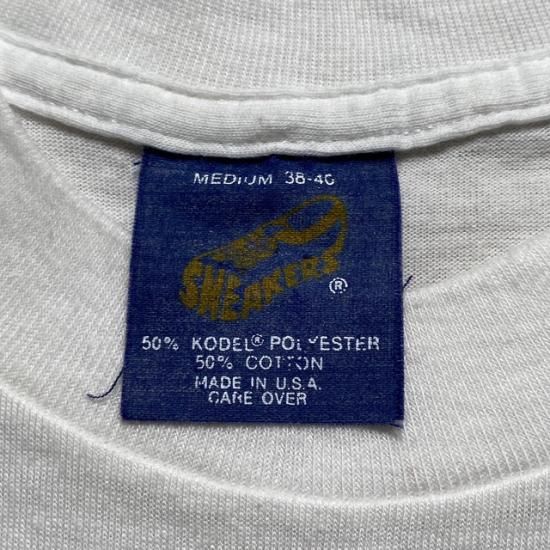 MEDIUM 38-40
SNEAKERS ®
50% KODEL® POLYESTER
50% COTTON
MADE IN U.S.A.
CARE OVER